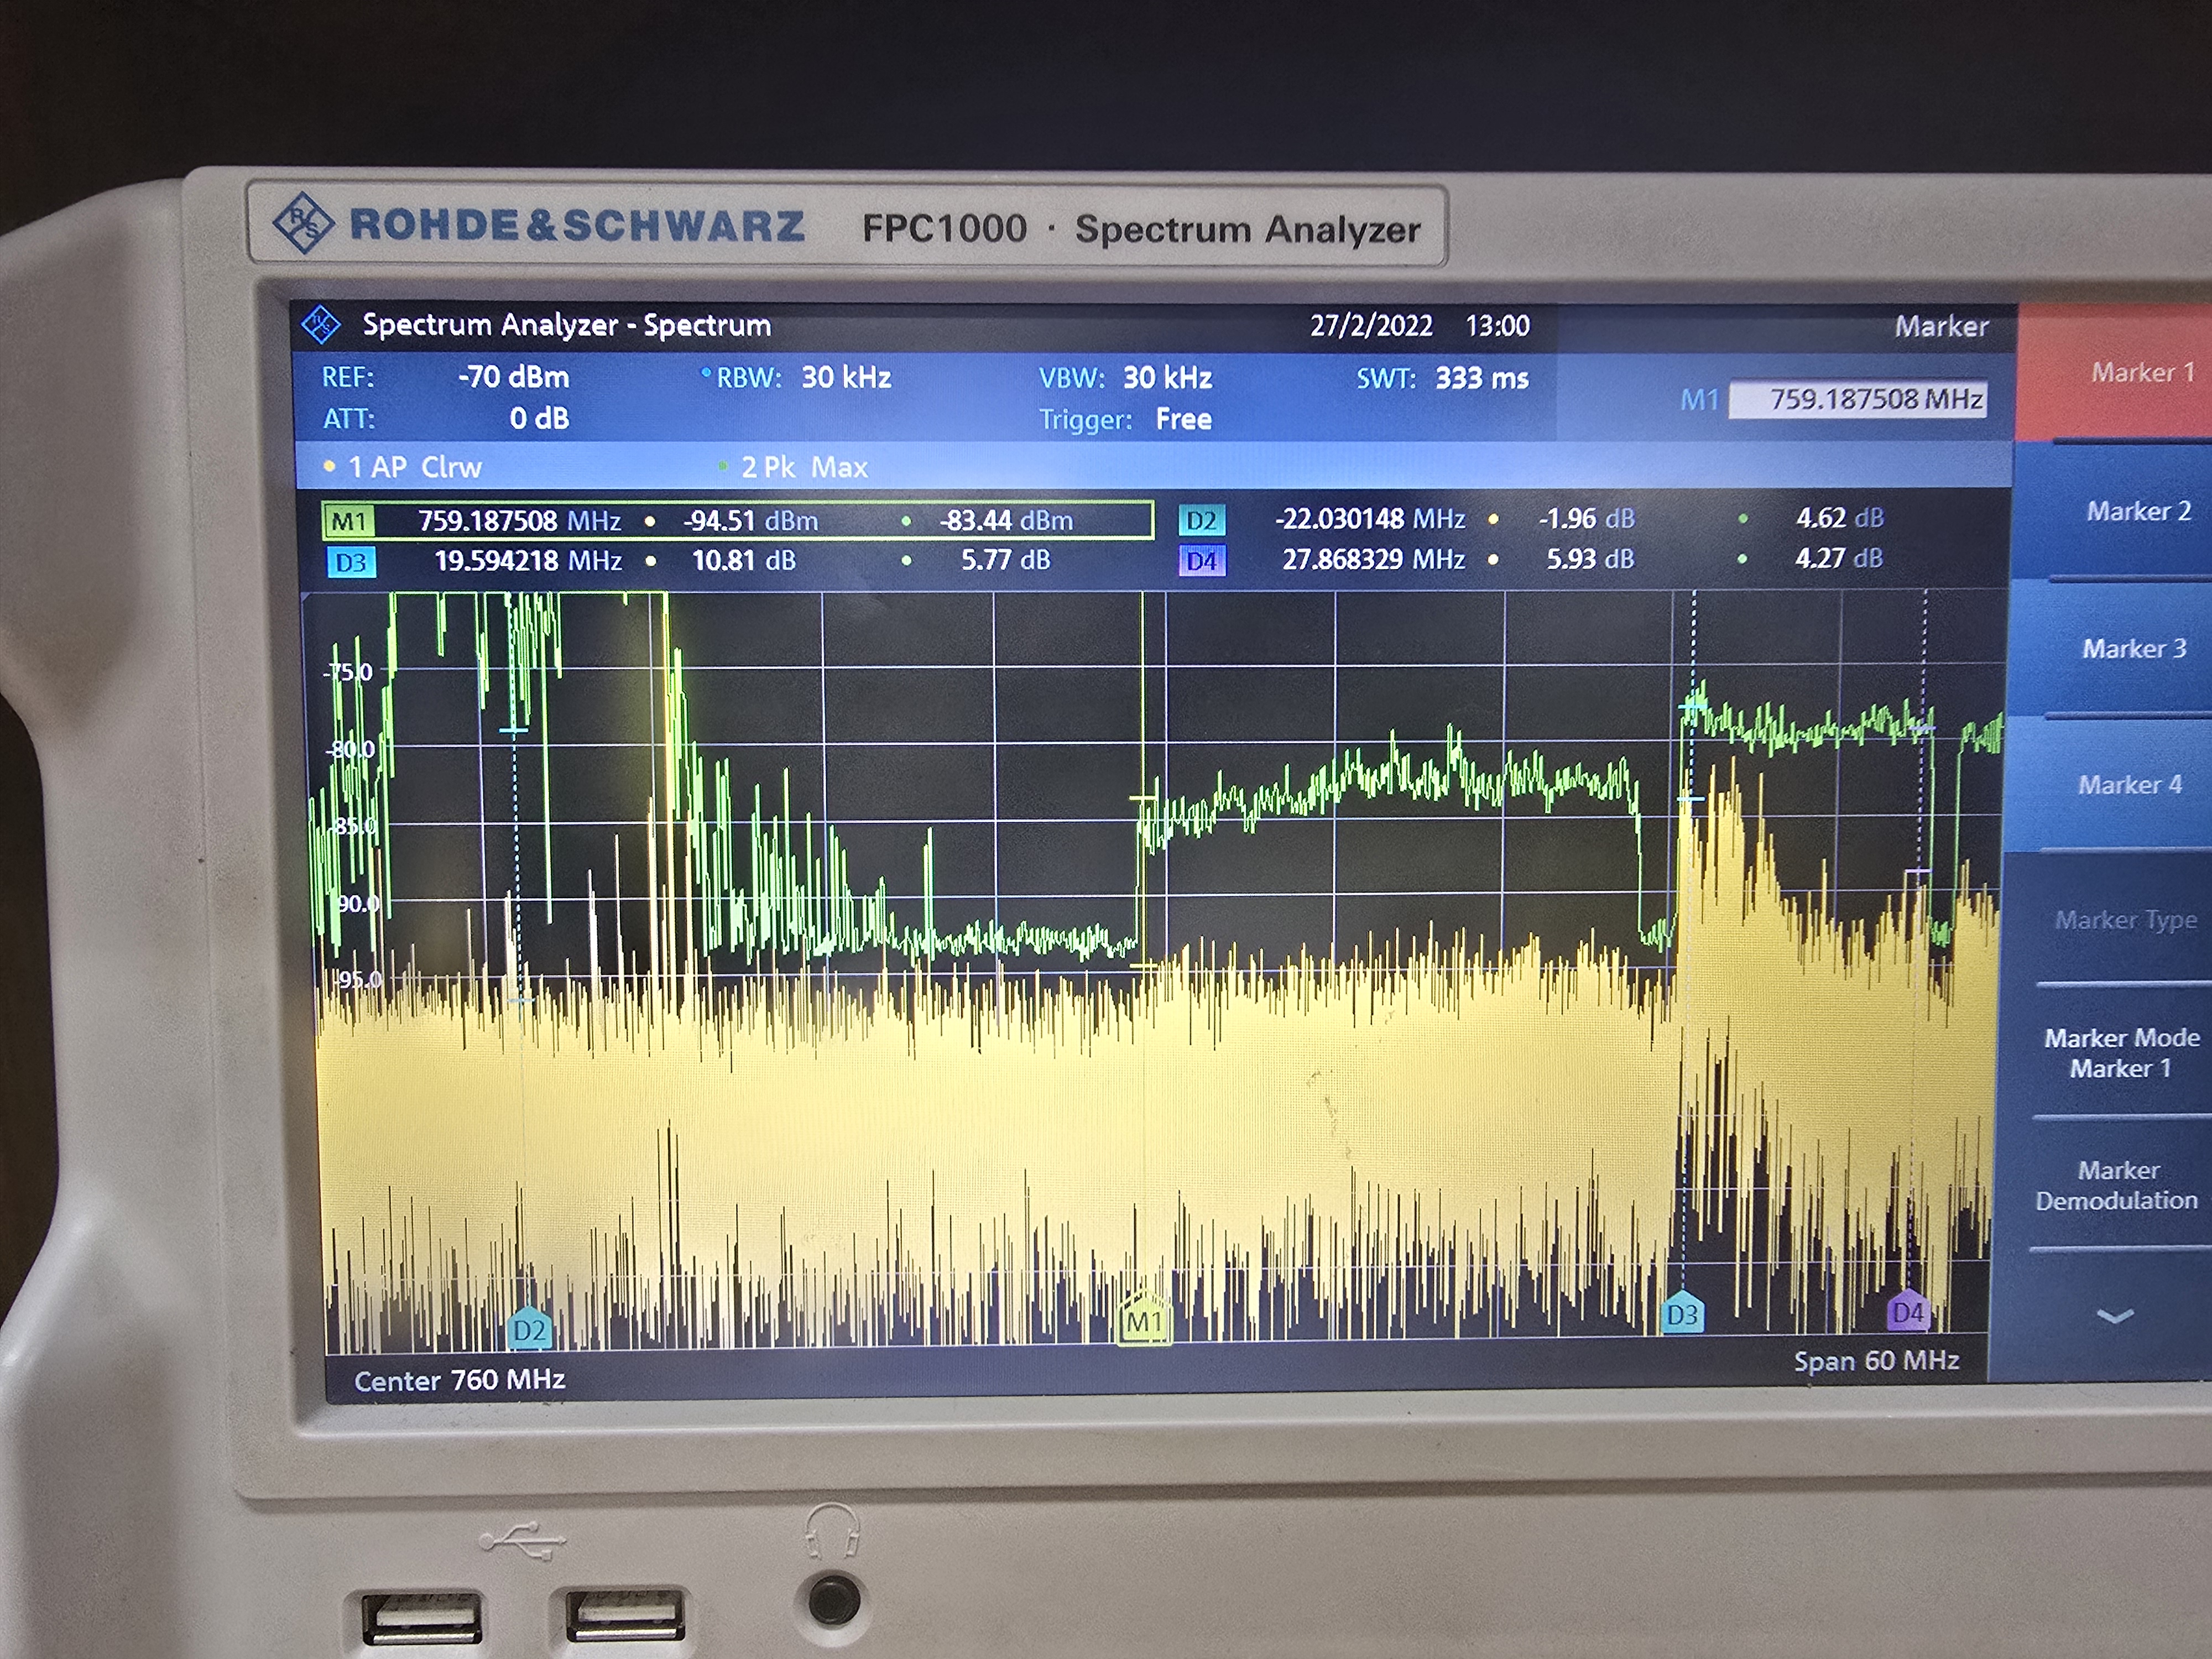 ROHDE&SCHWARZ FPC1000 · Spectrum Analyzer
Spectrum Analyzer - Spectrum 27/2/2022 13:00 Marker
REF: -70 dBm RBW: 30 kHz VBW: 30 kHz SWT: 333 ms M1 759.187508 MHz
ATT: 0 dB Trigger: Free
1 AP Clrw 2 Pk Max
M1 759.187508 MHz -94.51 dBm -83.44 dBm D2 -22.030148 MHz -1.96 dB 4.62 dB
D3 19.594218 MHz 10.81 dB 5.77 dB D4 27.868329 MHz 5.93 dB 4.27 dB
-75.0
-80.0
-85.0
-90.0
-95.0
D2 M1 D3 D4
Center 760 MHz Span 60 MHz
Marker 1
Marker 2
Marker 3
Marker 4
Marker Type
Marker Mode
Marker 1
Marker
Demodulation